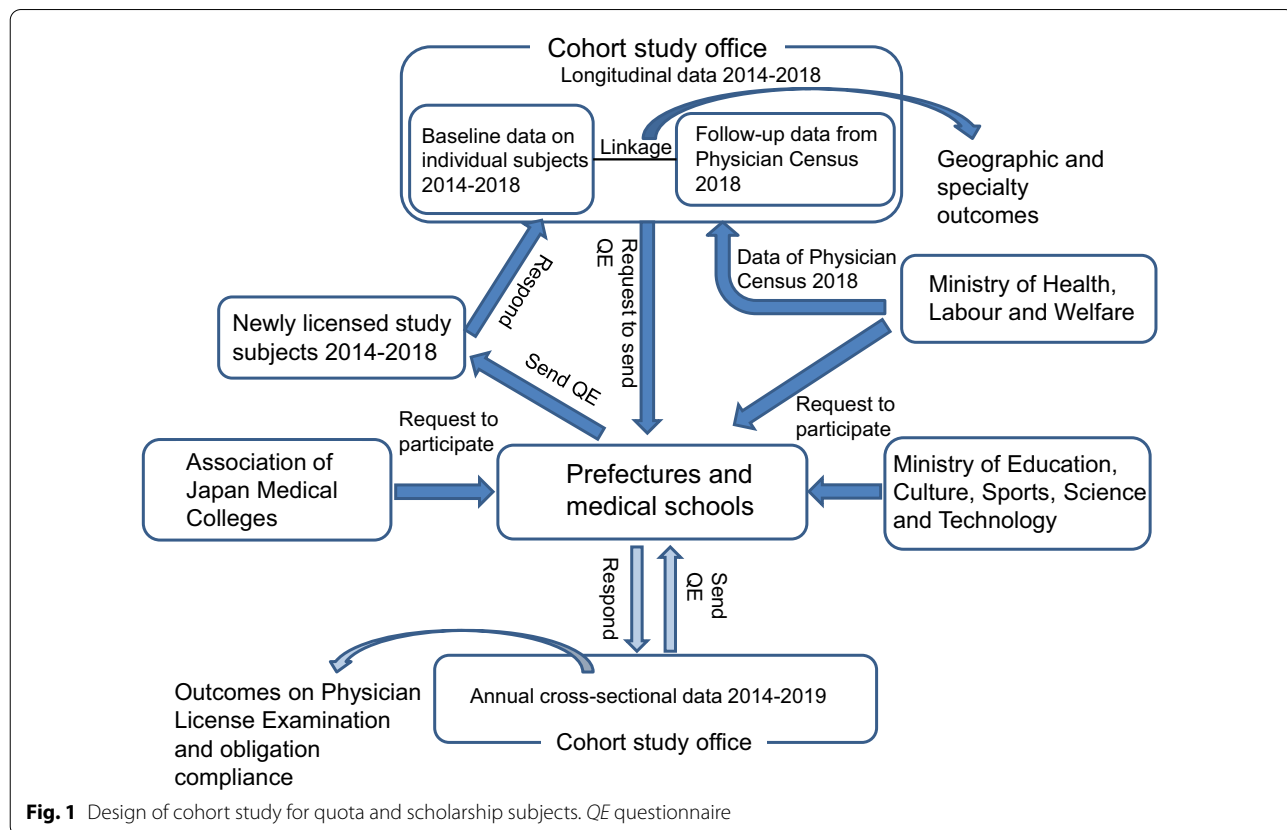 Cohort study office
Longitudinal data 2014-2018
Baseline data on
individual subjects
2014-2018
Linkage
Follow-up data from
Physician Census
2018
Geographic and
specialty
outcomes
Respond
Request to send
QE
Data of Physician
Census 2018
Ministry of Health,
Labour and Welfare
Newly licensed study
subjects 2014-2018
Send QE
Request to
participate
Request to
participate
Association of
Japan Medical
Colleges
Prefectures and
medical schools
Ministry of Education,
Culture, Sports, Science
and Technology
Respond
Send
QE
Outcomes on Physician
License Examination
and obligation
compliance
Annual cross-sectional data 2014-2019
Cohort study office
Fig. 1 Design of cohort study for quota and scholarship subjects. QE questionnaire